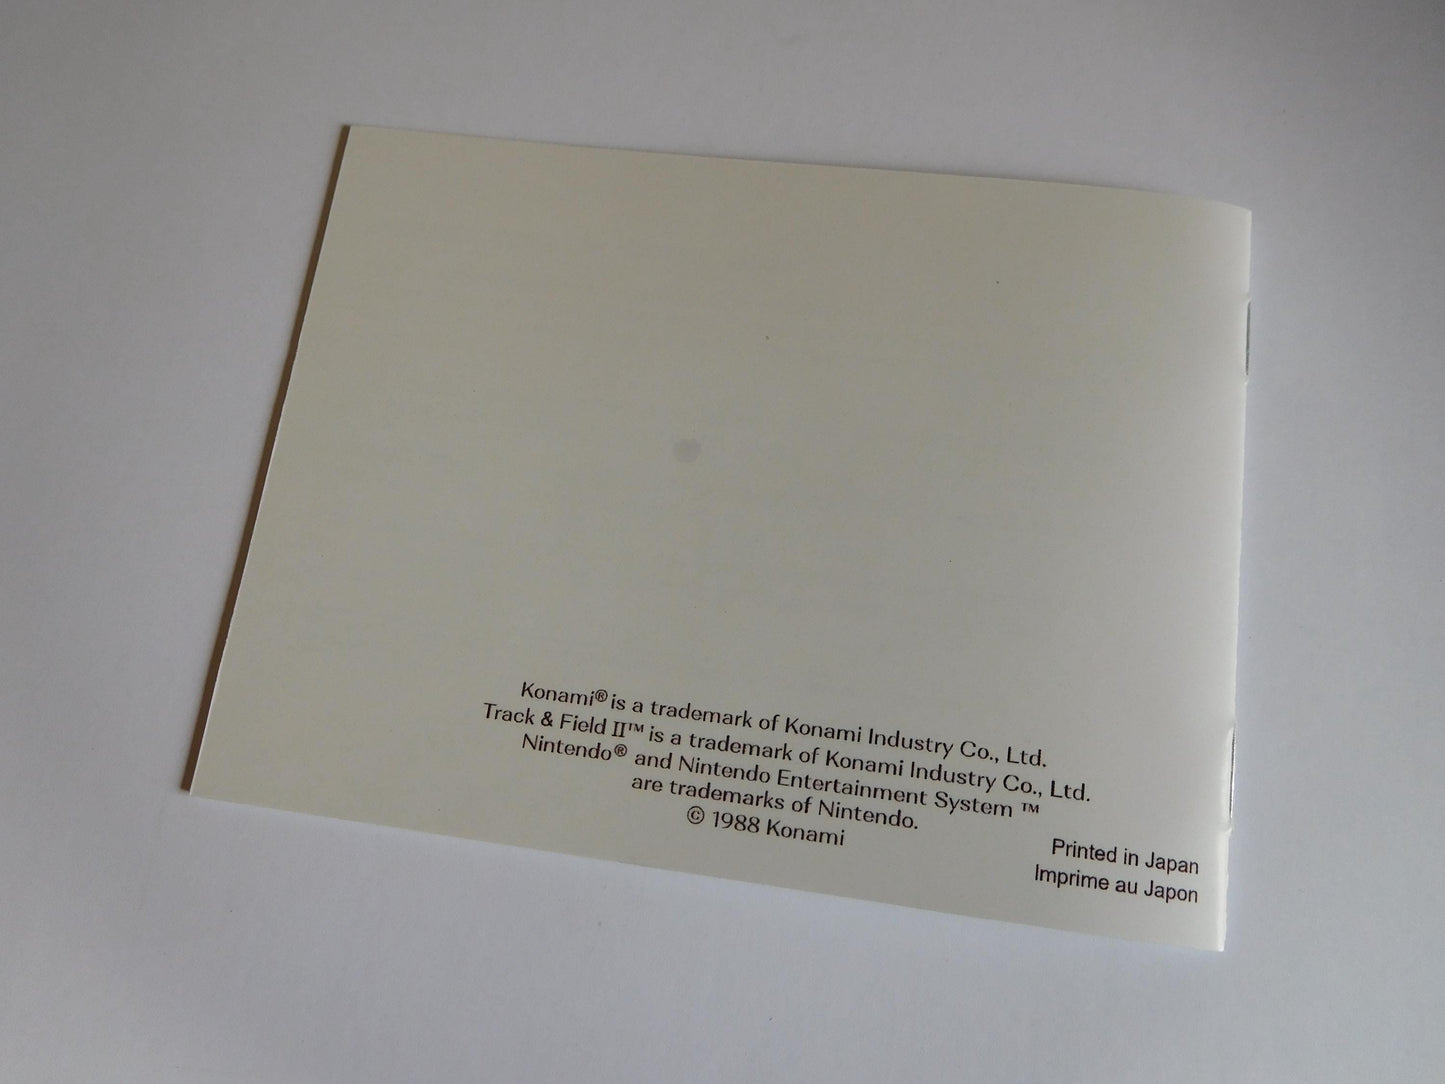 Konami® is a trademark of Konami Industry Co., Ltd.
Track & Field II™ is a trademark of Konami Industry Co., Ltd.
Nintendo® and Nintendo Entertainment System ™
are trademarks of Nintendo.
© 1988 Konami
Printed in Japan
Imprime au Japon